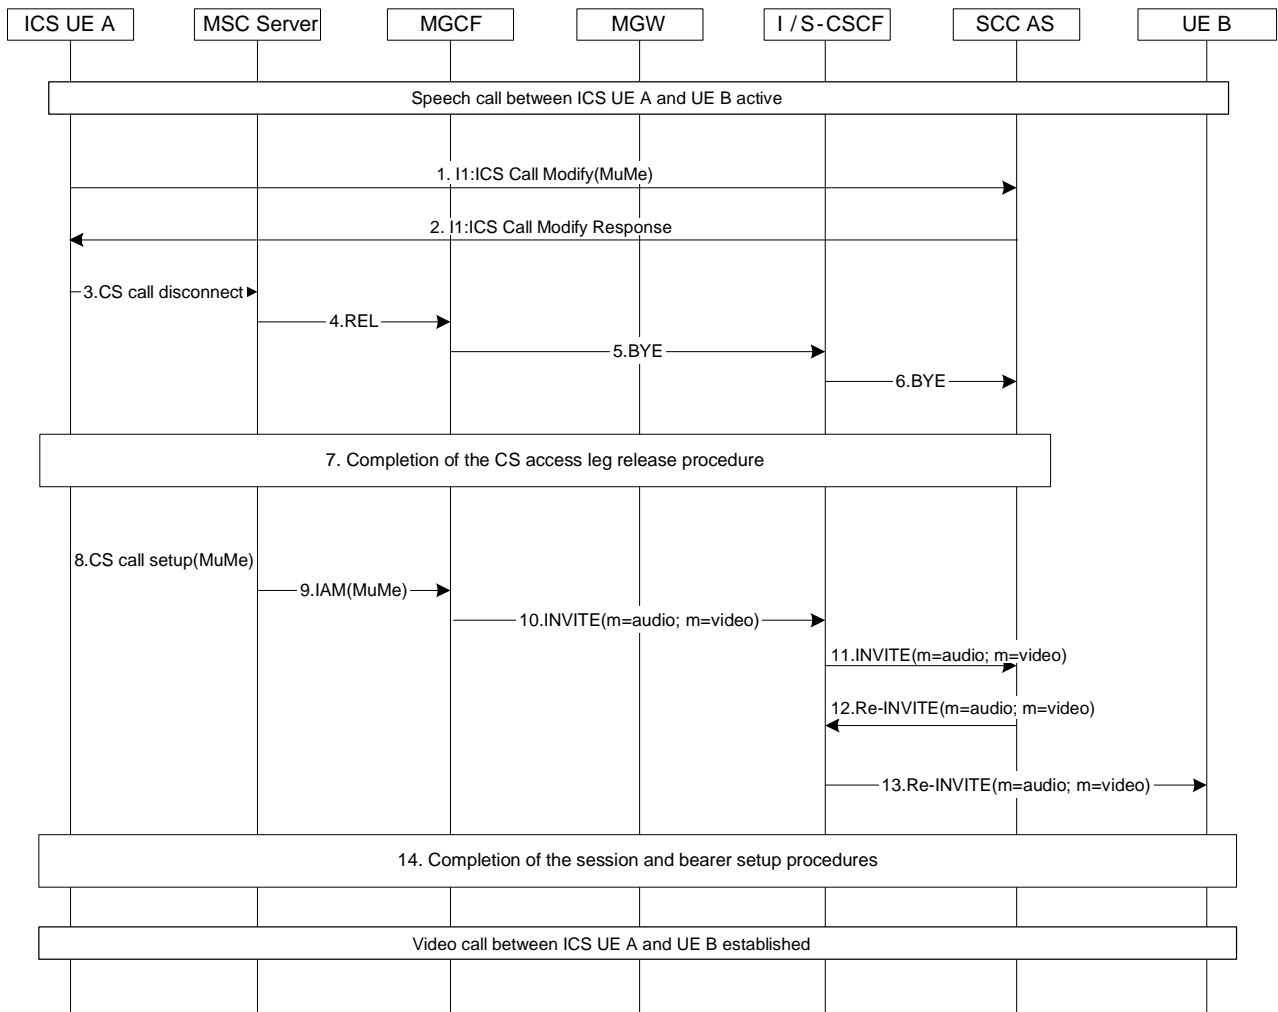 ICS UE A
MSC Server
MGCF
MGW
I / S-CSCF
SCC AS
UE B
Speech call between ICS UE A and UE B active
1. I1:ICS Call Modify(MuMe)
2. I1:ICS Call Modify Response
3.CS call disconnect
4.REL
5.BYE
6.BYE
7. Completion of the CS access leg release procedure
8.CS call setup(MuMe)
9.IAM(MuMe)
10.INVITE(m=audio; m=video)
11.INVITE(m=audio; m=video)
12.Re-INVITE(m=audio; m=video)
13.Re-INVITE(m=audio; m=video)
14. Completion of the session and bearer setup procedures
Video call between ICS UE A and UE B established